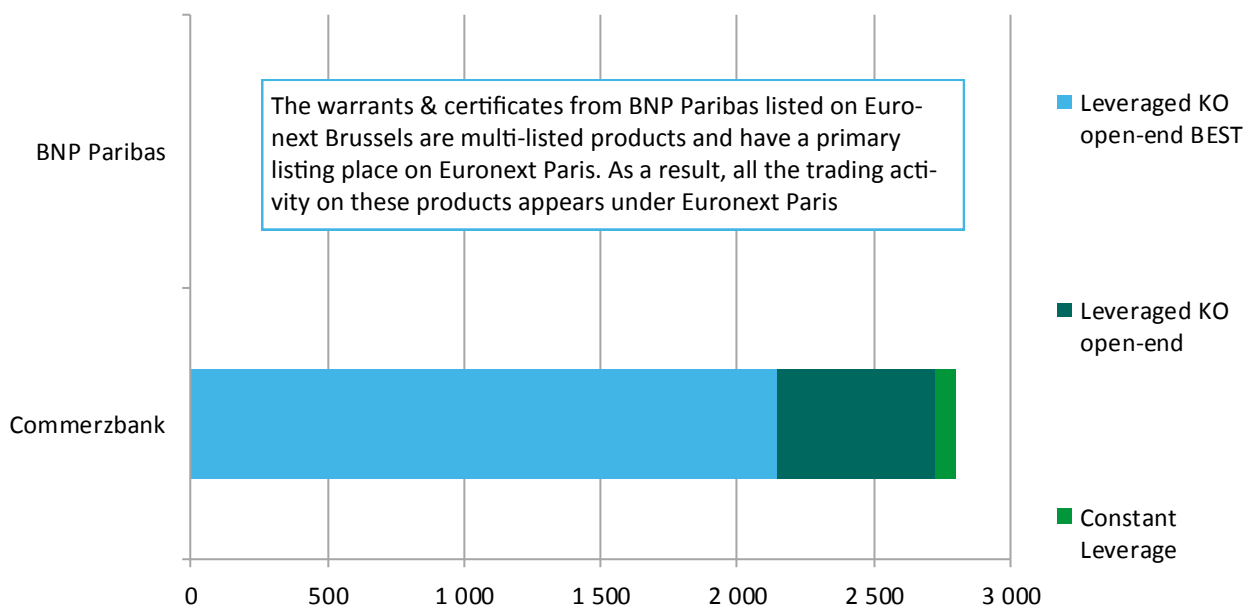 BNP Paribas
The warrants & certificates from BNP Paribas listed on Euro-
next Brussels are multi-listed products and have a primary
listing place on Euronext Paris. As a result, all the trading acti-
vity on these products appears under Euronext Paris
Commerzbank
0 500 1 000 1 500 2 000 2 500 3 000
Leveraged KO
open-end BEST
Leveraged KO
open-end
Constant
Leverage